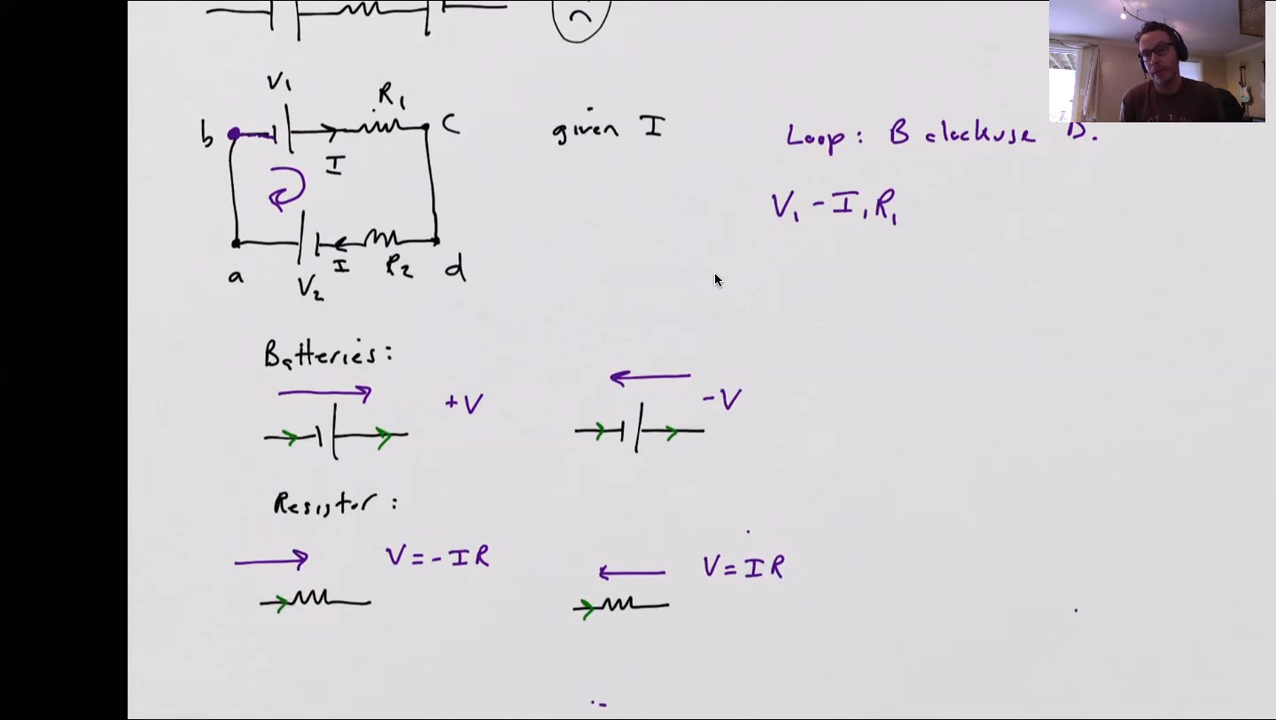 V₁
R₁
b
c
given I
Loop: B clockwise B.
I
V₁ - I₁R₁
a
I
R₂
d
V₂
Batteries:
+V
-V
Resistor:
V = -IR
V = IR